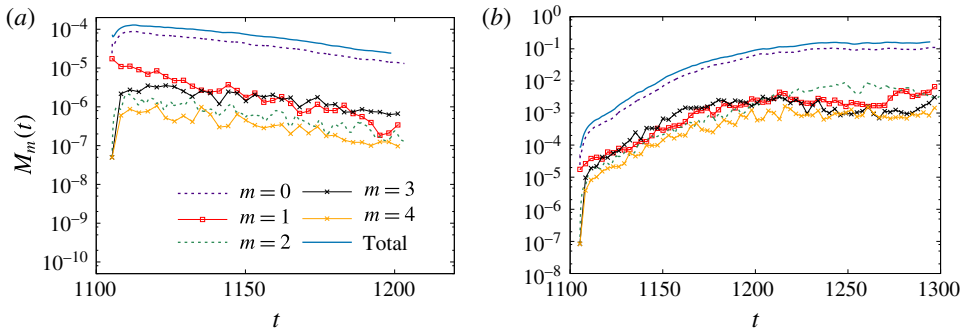 (a)
10⁻⁴
10⁻⁵
10⁻⁶
10⁻⁷
10⁻⁸
10⁻⁹
10⁻¹⁰
M_m(t)
m = 0
m = 1
m = 2
m = 3
m = 4
Total
1100
1150
1200
t
(b)
10⁰
10⁻¹
10⁻²
10⁻³
10⁻⁴
10⁻⁵
10⁻⁶
10⁻⁷
10⁻⁸
1100
1150
1200
1250
1300
t